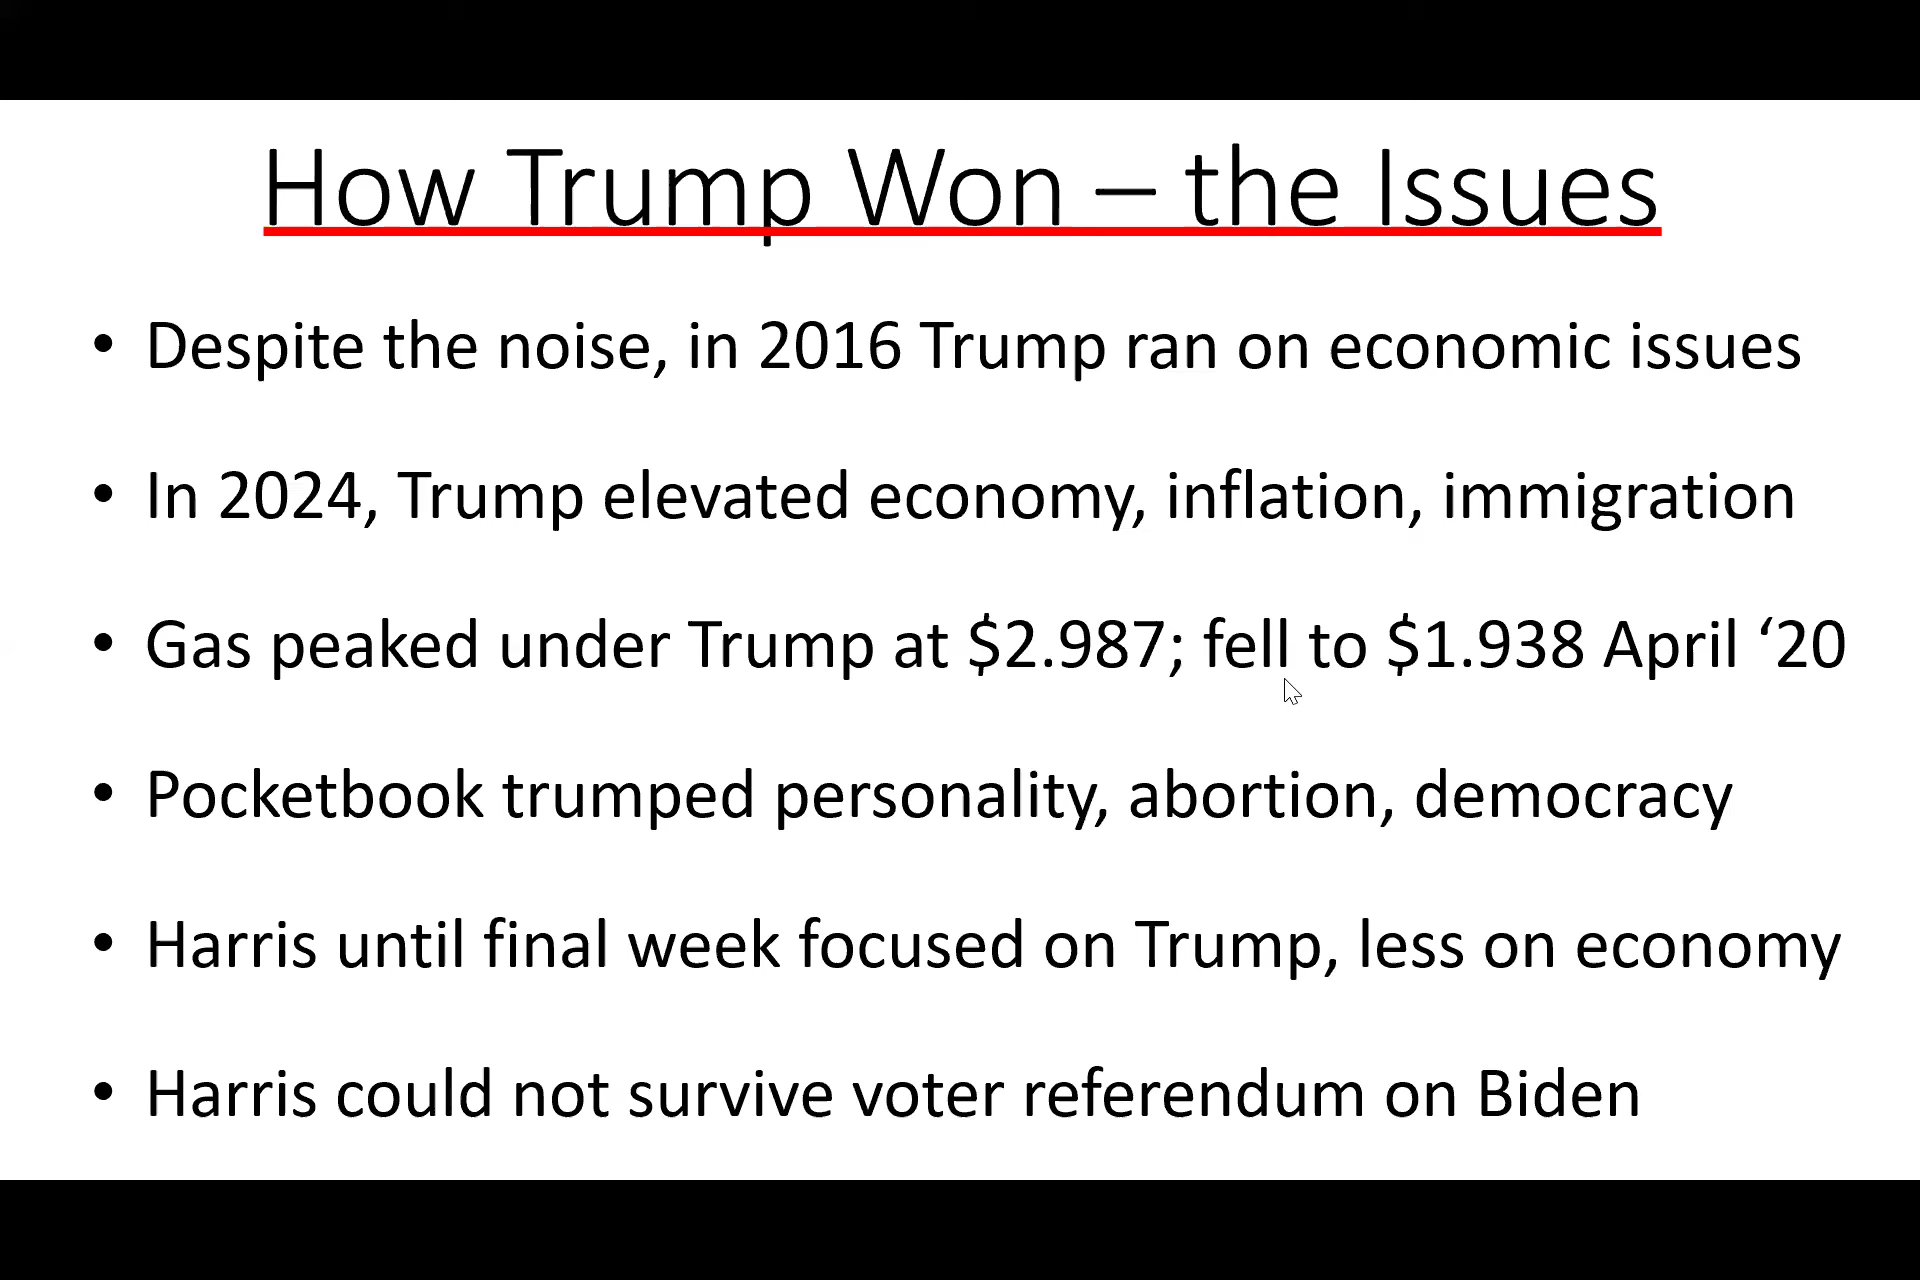 How Trump Won – the Issues
• Despite the noise, in 2016 Trump ran on economic issues
• In 2024, Trump elevated economy, inflation, immigration
• Gas peaked under Trump at $2.987; fell to $1.938 April ‘20
• Pocketbook trumped personality, abortion, democracy
• Harris until final week focused on Trump, less on economy
• Harris could not survive voter referendum on Biden